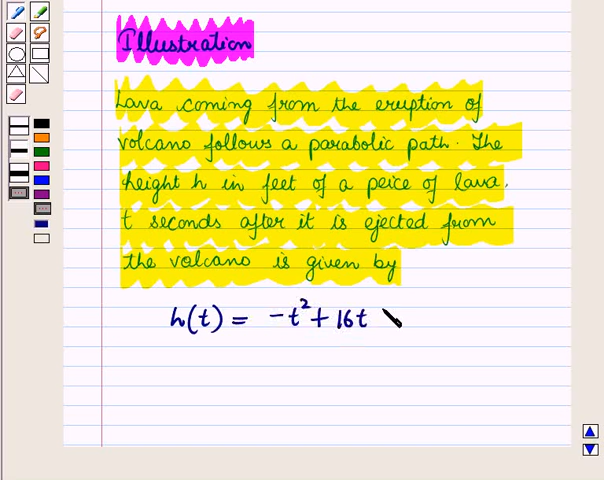 Illustration
Lava coming from the eruption of
volcano follows a parabolic path. The
height h in feet of a peice of lava,
t seconds after it is ejected from
the volcano is given by
h(t) = -t² + 16t